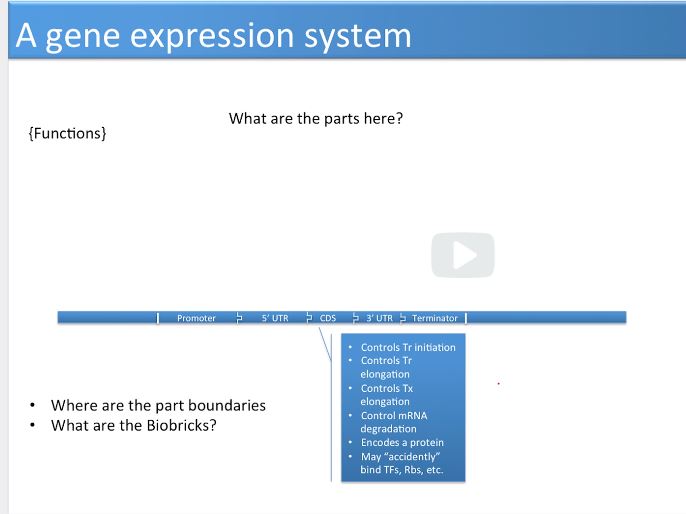 A gene expression system
What are the parts here?
{Functions}
Promoter 5' UTR CDS 3' UTR Terminator
• Controls Tr initiation
• Controls Tr
elongation
• Controls Tx
elongation
• Control mRNA
degradation
• Encodes a protein
• May “accidently”
bind TFs, Rbs, etc.
• Where are the part boundaries
• What are the Biobricks?